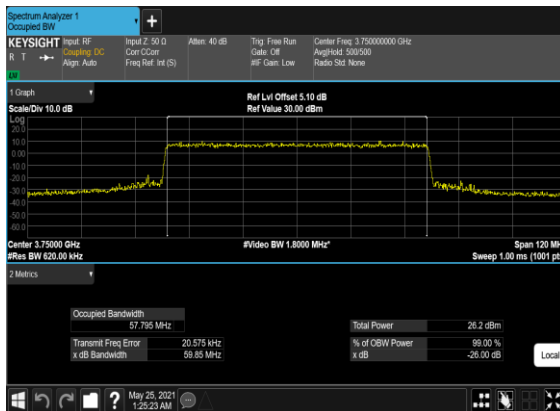 Spectrum Analyzer 1
Occupied BW
KEYSIGHT
R T
LXI
Input: RF
Coupling: DC
Align: Auto
Input Z: 50 Ω
Corr CCorr
Freq Ref: Int (S)
Atten: 40 dB
Trig: Free Run
Gate: Off
#IF Gain: Low
Center Freq: 3.750000000 GHz
Avg|Hold: 500/500
Radio Std: None
1 Graph
Scale/Div 10.0 dB
Ref Lvl Offset 5.10 dB
Ref Value 30.00 dBm
Log
20.0
10.0
0.00
-10.0
-20.0
-30.0
-40.0
-50.0
-60.0
Center 3.75000 GHz
#Res BW 620.00 kHz
#Video BW 1.8000 MHz*
Span 120 MH
Sweep 1.00 ms (1001 pts
2 Metrics
Occupied Bandwidth
57.795 MHz
Transmit Freq Error 20.575 kHz
x dB Bandwidth 59.85 MHz
Total Power 26.2 dBm
% of OBW Power 99.00 %
x dB -26.00 dB
Local
?
May 25, 2021
1:25:23 AM